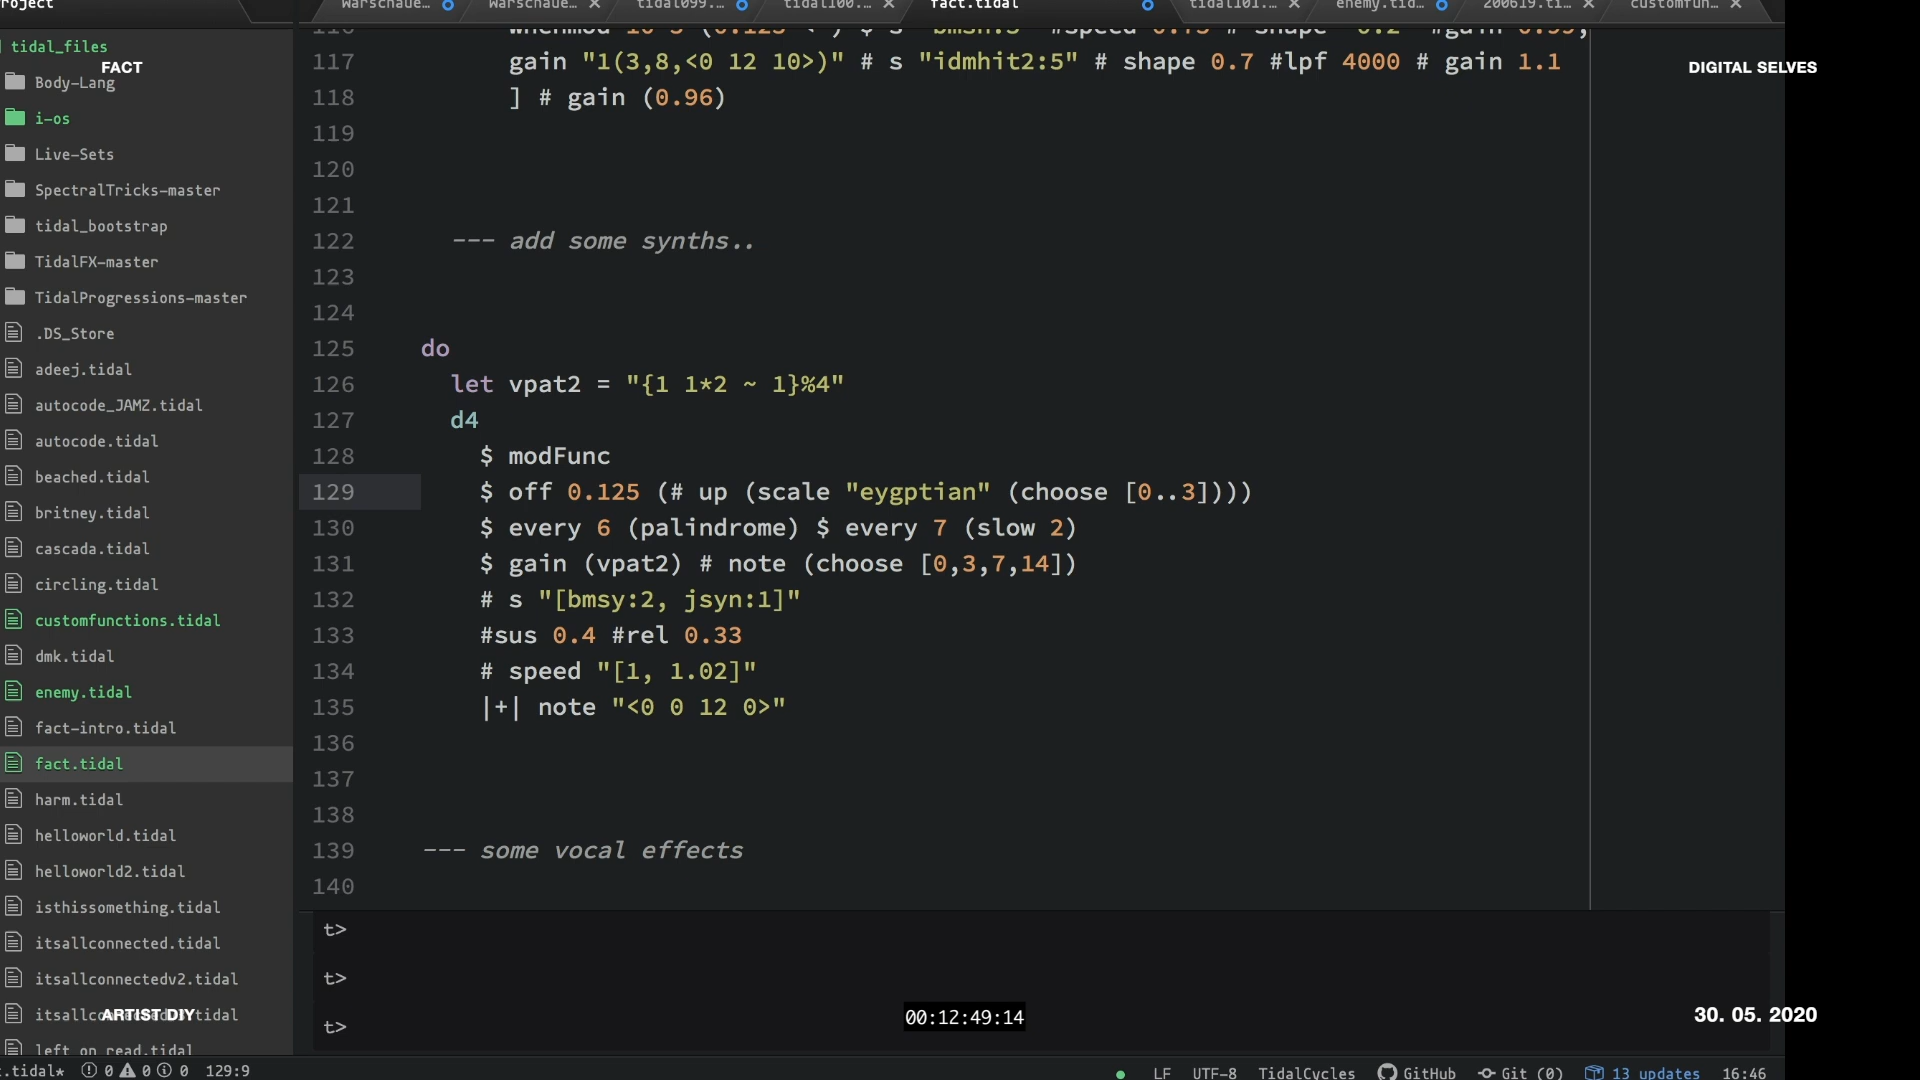 roject
warschaue…
warschaue…
tidal099.…
tidal100.…
fact.tidal
tidal101.…
enemy.tid…
200619.ti…
customfun…
tidal_files
FACT
Body-Lang
i-os
Live-Sets
SpectralTricks-master
tidal_bootstrap
TidalFX-master
TidalProgressions-master
.DS_Store
adeej.tidal
autocode_JAMZ.tidal
autocode.tidal
beached.tidal
britney.tidal
cascada.tidal
circling.tidal
customfunctions.tidal
dmk.tidal
enemy.tidal
fact-intro.tidal
fact.tidal
harm.tidal
helloworld.tidal
helloworld2.tidal
isthissomething.tidal
itsallconnected.tidal
itsallconnectedv2.tidal
ARTIST DIY
left_on_read.tidal
DIGITAL SELVES
117 gain "1(3,8,<0 12 10>)" # s "idmhit2:5" # shape 0.7 #lpf 4000 # gain 1.1
118 ] # gain (0.96)
119
120
121
122 --- add some synths..
123
124
125 do
126 let vpat2 = "{1 1*2 ~ 1}%4"
127 d4
128 $ modFunc
129 $ off 0.125 (# up (scale "eygptian" (choose [0..3])))
130 $ every 6 (palindrome) $ every 7 (slow 2)
131 $ gain (vpat2) # note (choose [0,3,7,14])
132 # s "[bmsy:2, jsyn:1]"
133 #sus 0.4 #rel 0.33
134 # speed "[1, 1.02]"
135 |+| note "<0 0 12 0>"
136
137
138
139 --- some vocal effects
140
t>
t>
t>
00:12:49:14
30. 05. 2020
t.tidal* 0 0 0 129:9
LF UTF-8 TidalCycles GitHub Git (0) 13 updates 16:46